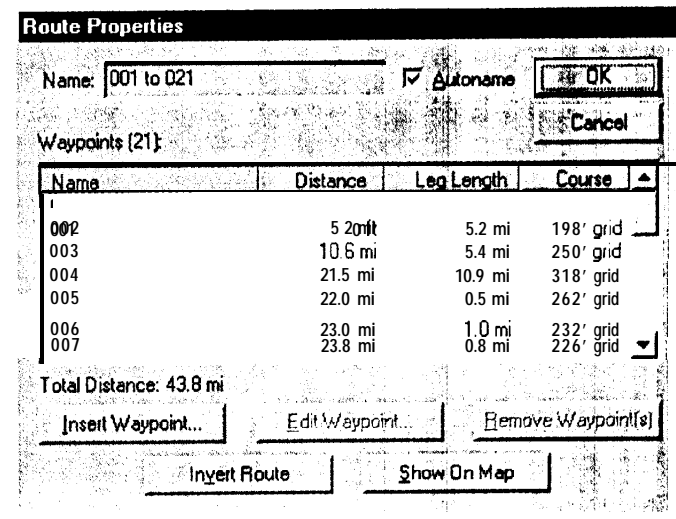 Route Properties
Name: 001 to 021 Autoname OK
Cancel
Waypoints (21):
Name Distance Leg Length Course
5.2 mi 198' grid
003 10.6 mi 5.4 mi 250' grid
004 21.5 mi 10.9 mi 318' grid
005 22.0 mi 0.5 mi 262' grid
006 23.0 mi 1.0 mi 232' grid
007 23.8 mi 0.8 mi 226' grid
Total Distance: 43.8 mi
Insert Waypoint... Edit Waypoint... Remove Waypoint(s)
Invert Route Show On Map